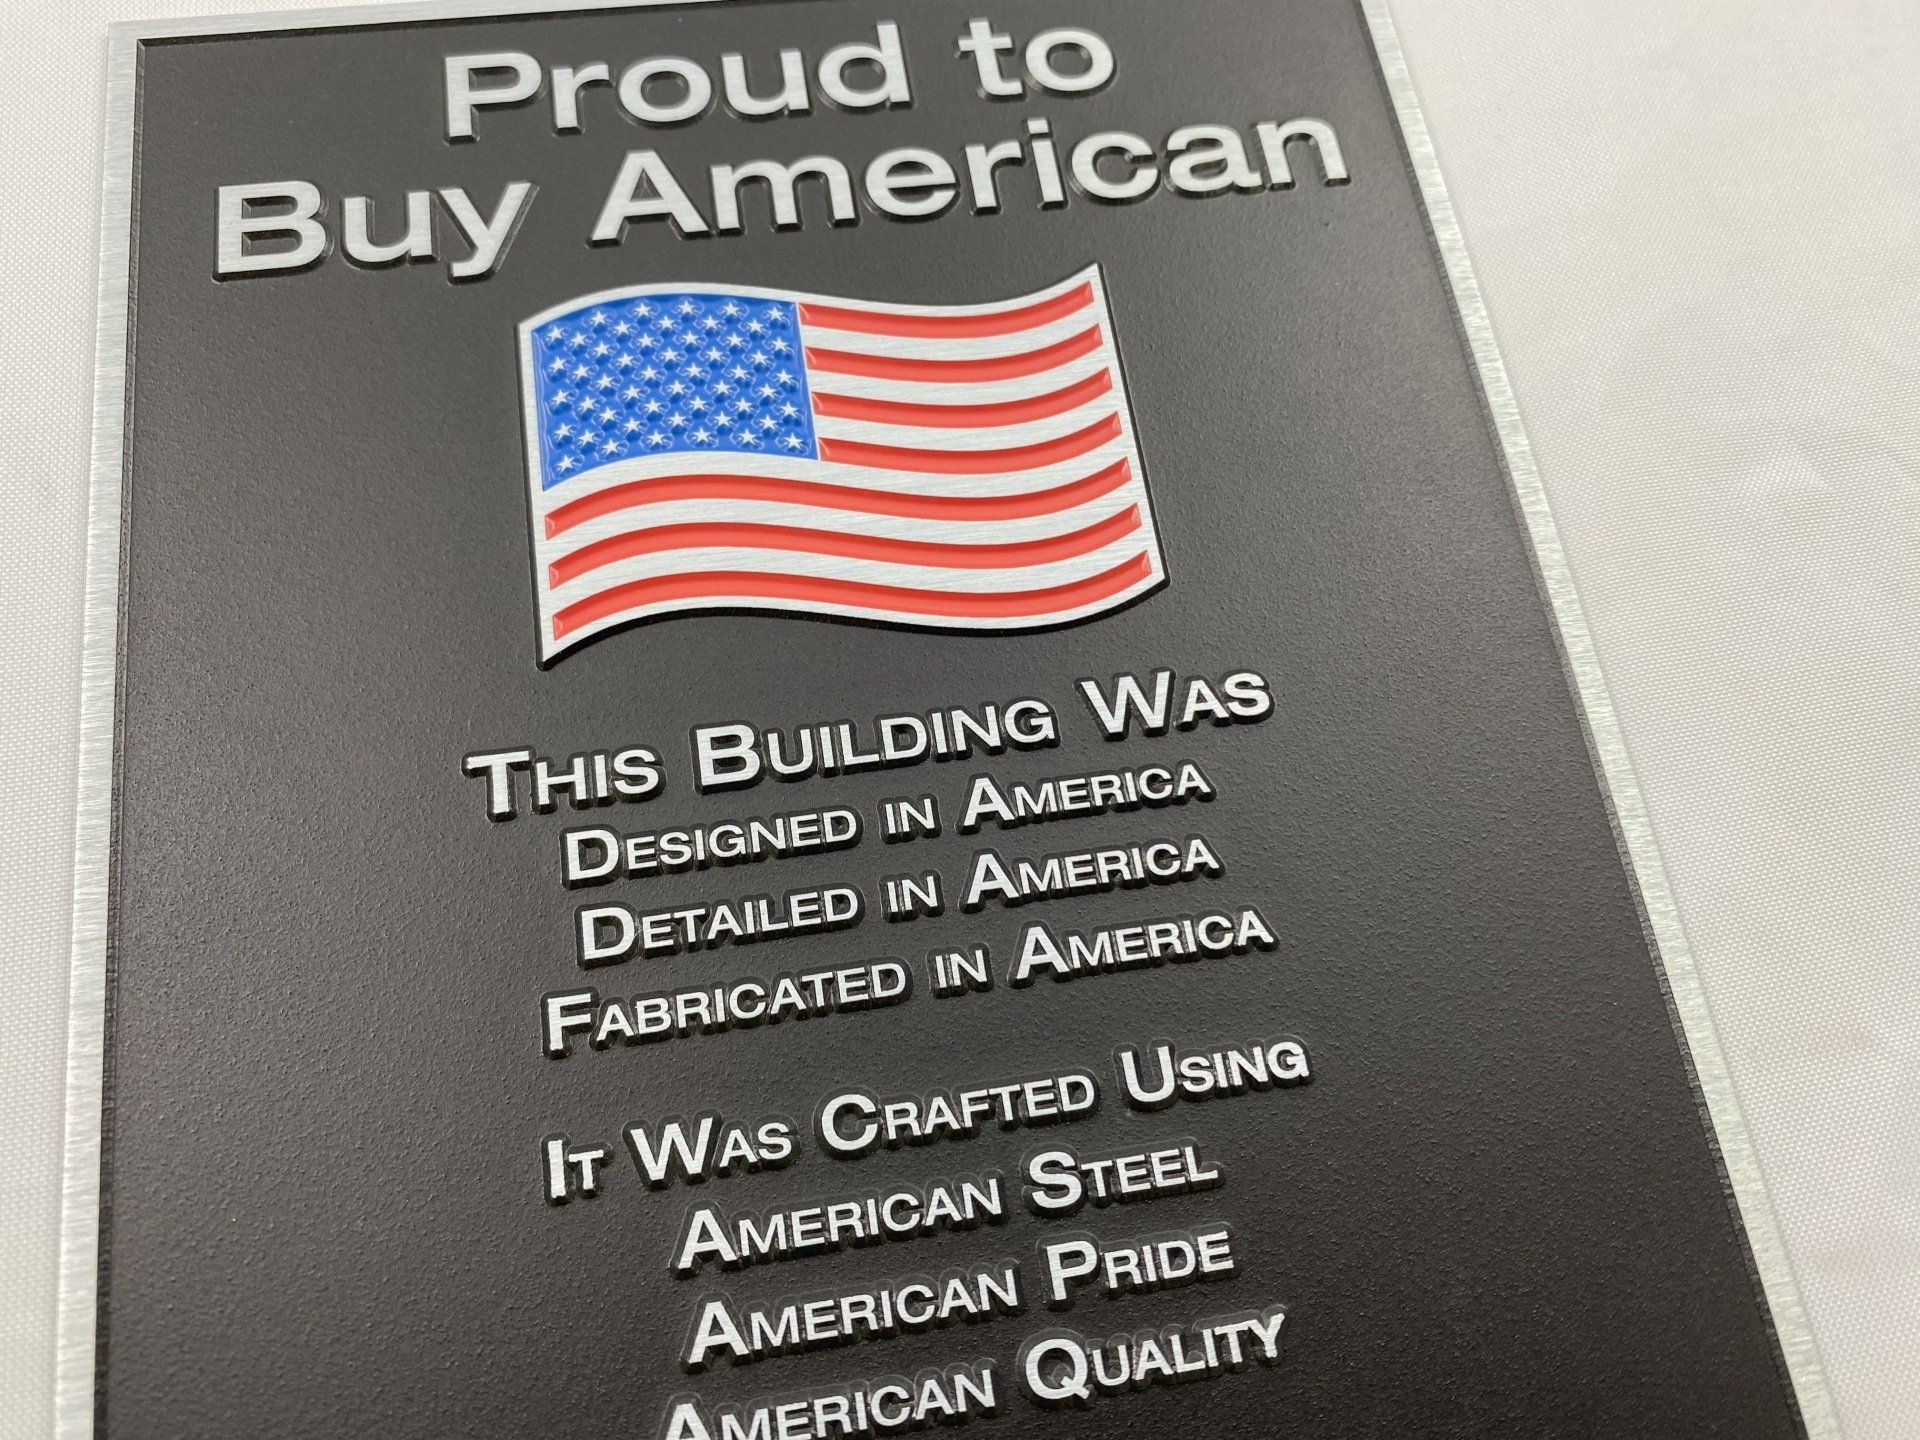 Proud to
Buy American
This Building Was
Designed in America
Detailed in America
Fabricated in America
It Was Crafted Using
American Steel
American Pride
American Quality